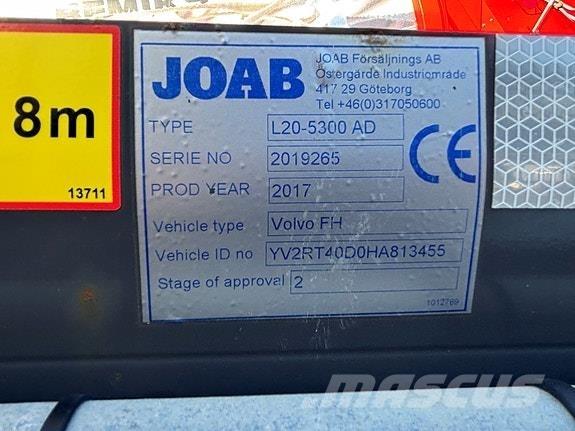 8m
13711
JOAB
JOAB Försäljnings AB
Östergärde Industriområde
417 29 Göteborg
Tel +46(0)317050600
TYPE L20-5300 AD
SERIE NO 2019265
PROD YEAR 2017
CE
Vehicle type Volvo FH
Vehicle ID no YV2RT40D0HA813455
Stage of approval 2
1012769
MASCUS